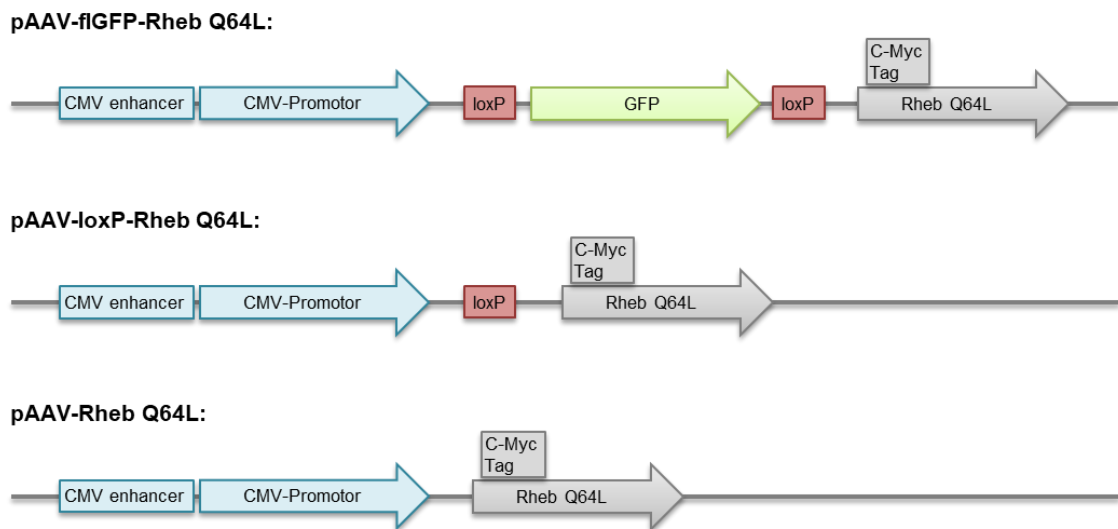 pAAV-flGFP-Rheb Q64L:
C-Myc
Tag
CMV enhancer CMV-Promotor loxP GFP loxP Rheb Q64L
pAAV-loxP-Rheb Q64L:
C-Myc
Tag
CMV enhancer CMV-Promotor loxP Rheb Q64L
pAAV-Rheb Q64L:
C-Myc
Tag
CMV enhancer CMV-Promotor Rheb Q64L